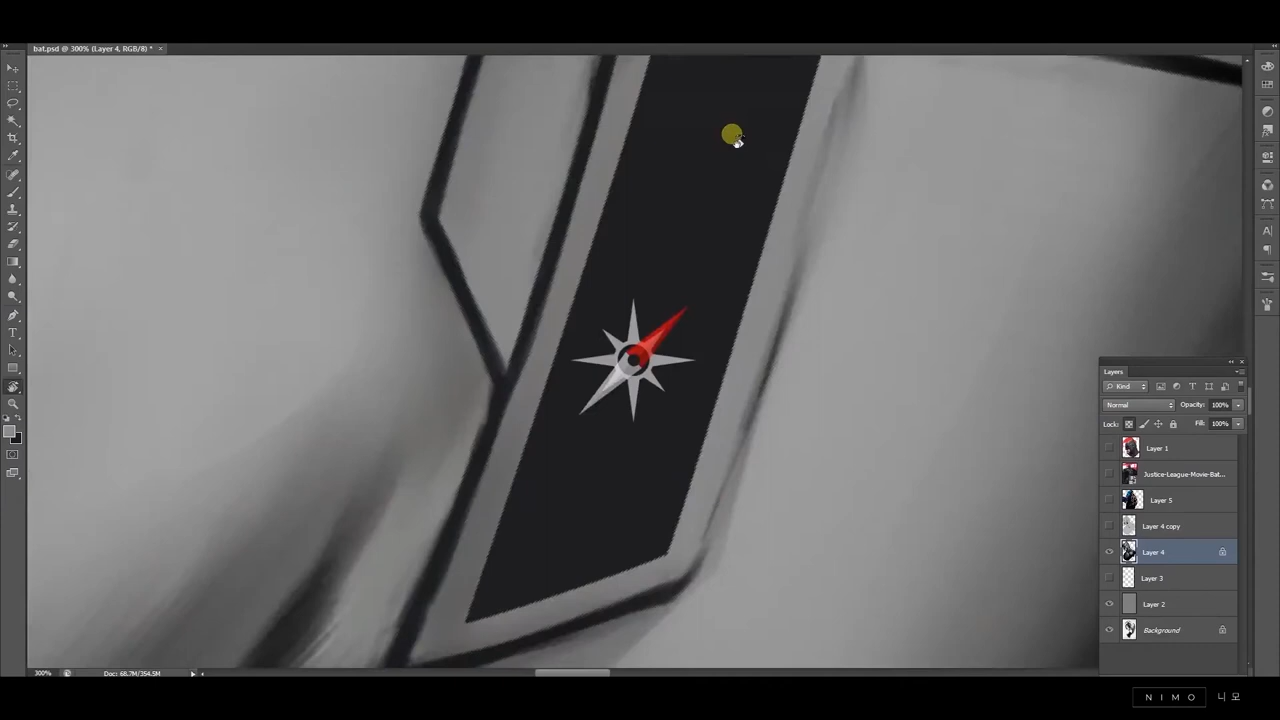 bat.psd @ 300% (Layer 4, RGB/8) *
Layers
Kind
Normal
Opacity: 100%
Lock:
Fill: 100%
Layer 1
Justice-League-Movie-Bat...
Layer 5
Layer 4 copy
Layer 4
Layer 3
Layer 2
Background
300%
Doc: 68.7M/354.5M
NIMO 니모